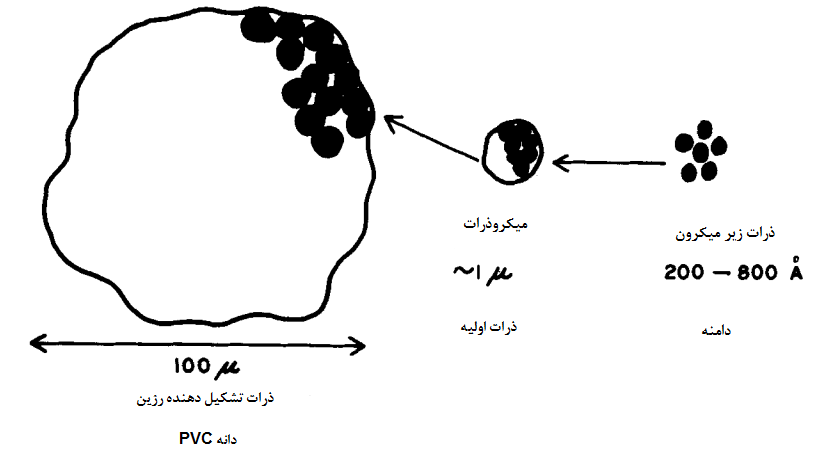 میکروذرات
ذرات زیر میکرون
~1 μ
200 – 800 Å
ذرات اولیه
دامنه
100 μ
ذرات تشکیل دهنده رزین
دانه PVC